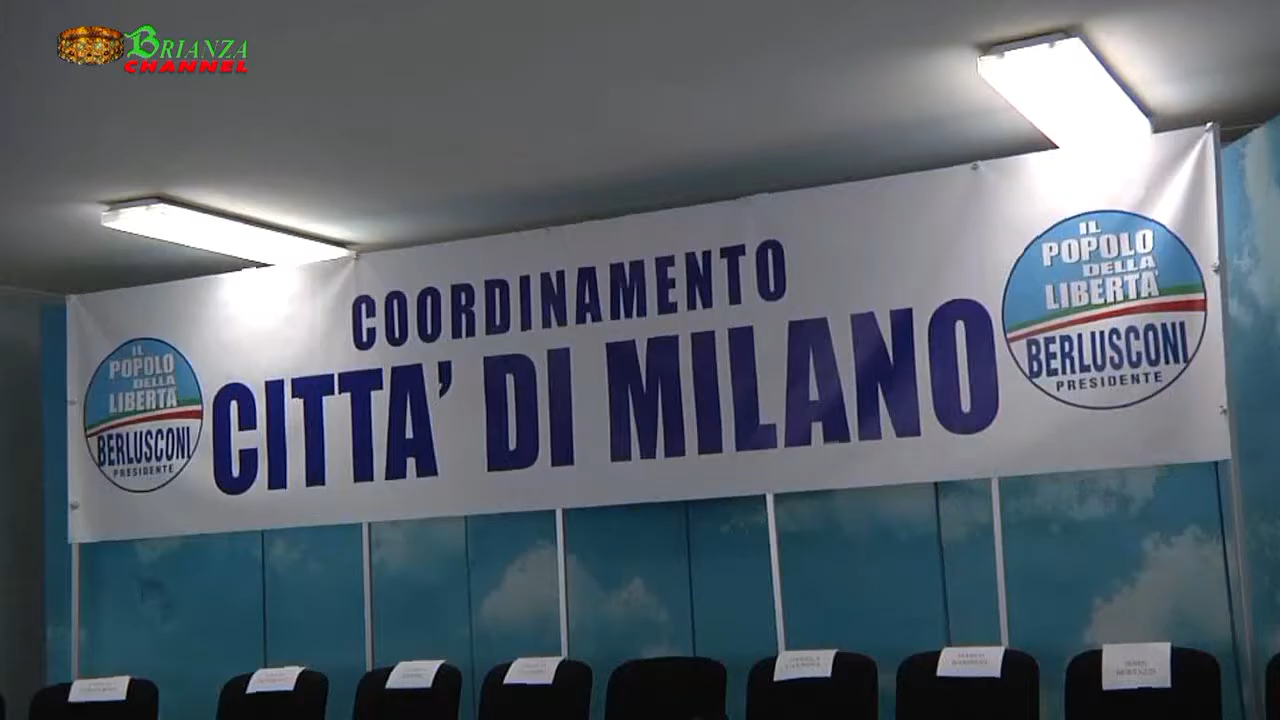 BRIANZA
CHANNEL
COORDINAMENTO
CITTA' DI MILANO
IL
POPOLO
DELLA
LIBERTA'
BERLUSCONI
PRESIDENTE
IL
POPOLO
DELLA
LIBERTA'
BERLUSCONI
PRESIDENTE